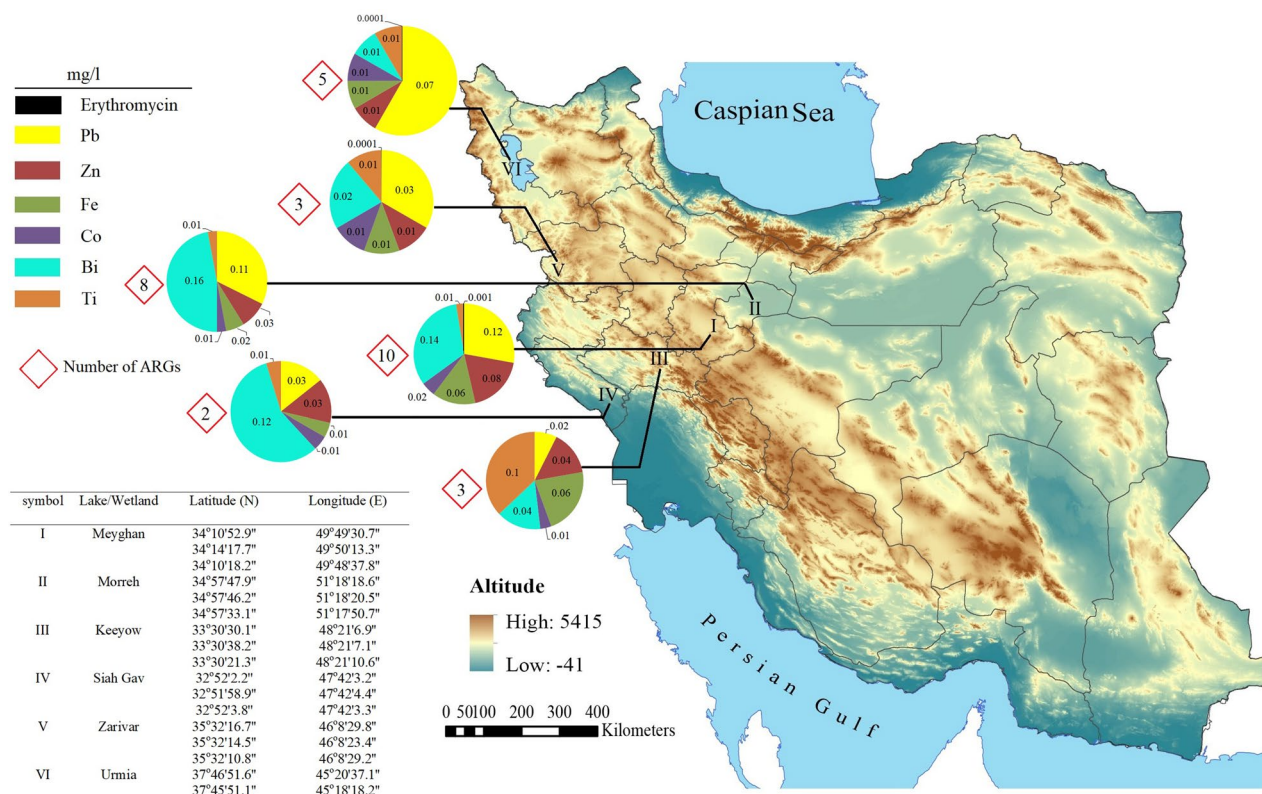 mg/l
Erythromycin
Pb
Zn
Fe
Co
Bi
Ti
Number of ARGs
5
0.0001
0.01
0.07
0.01
0.01
0.01
0.01
3
0.0001
0.01
0.03
0.02
0.01
0.01
0.01
8
0.01
0.11
0.16
0.03
0.02
0.01
10
0.01
0.001
0.12
0.14
0.08
0.06
0.02
2
0.01
0.03
0.03
0.12
0.01
0.01
3
0.02
0.04
0.1
0.06
0.04
0.01
Caspian Sea
VI
V
II
I
III
IV
Persian Gulf
symbol Lake/Wetland Latitude (N) Longitude (E)
I Meyghan 34°10'52.9" 49°49'30.7"
34°14'17.7" 49°50'13.3"
34°10'18.2" 49°48'37.8"
II Morreh 34°57'47.9" 51°18'18.6"
34°57'46.2" 51°18'20.5"
34°57'33.1" 51°17'50.7"
III Keeyow 33°30'30.1" 48°21'6.9"
33°30'38.2" 48°21'7.1"
33°30'21.3" 48°21'10.6"
IV Siah Gav 32°52'2.2" 47°42'3.2"
32°51'58.9" 47°42'4.4"
32°52'3.8" 47°42'3.3"
V Zarivar 35°32'16.7" 46°8'29.8"
35°32'14.5" 46°8'23.4"
35°32'10.8" 46°8'29.2"
VI Urmia 37°46'51.6" 45°20'37.1"
37°45'51.1" 45°18'18.2"
Altitude
High: 5415
Low: -41
0 50100 200 300 400
Kilometers